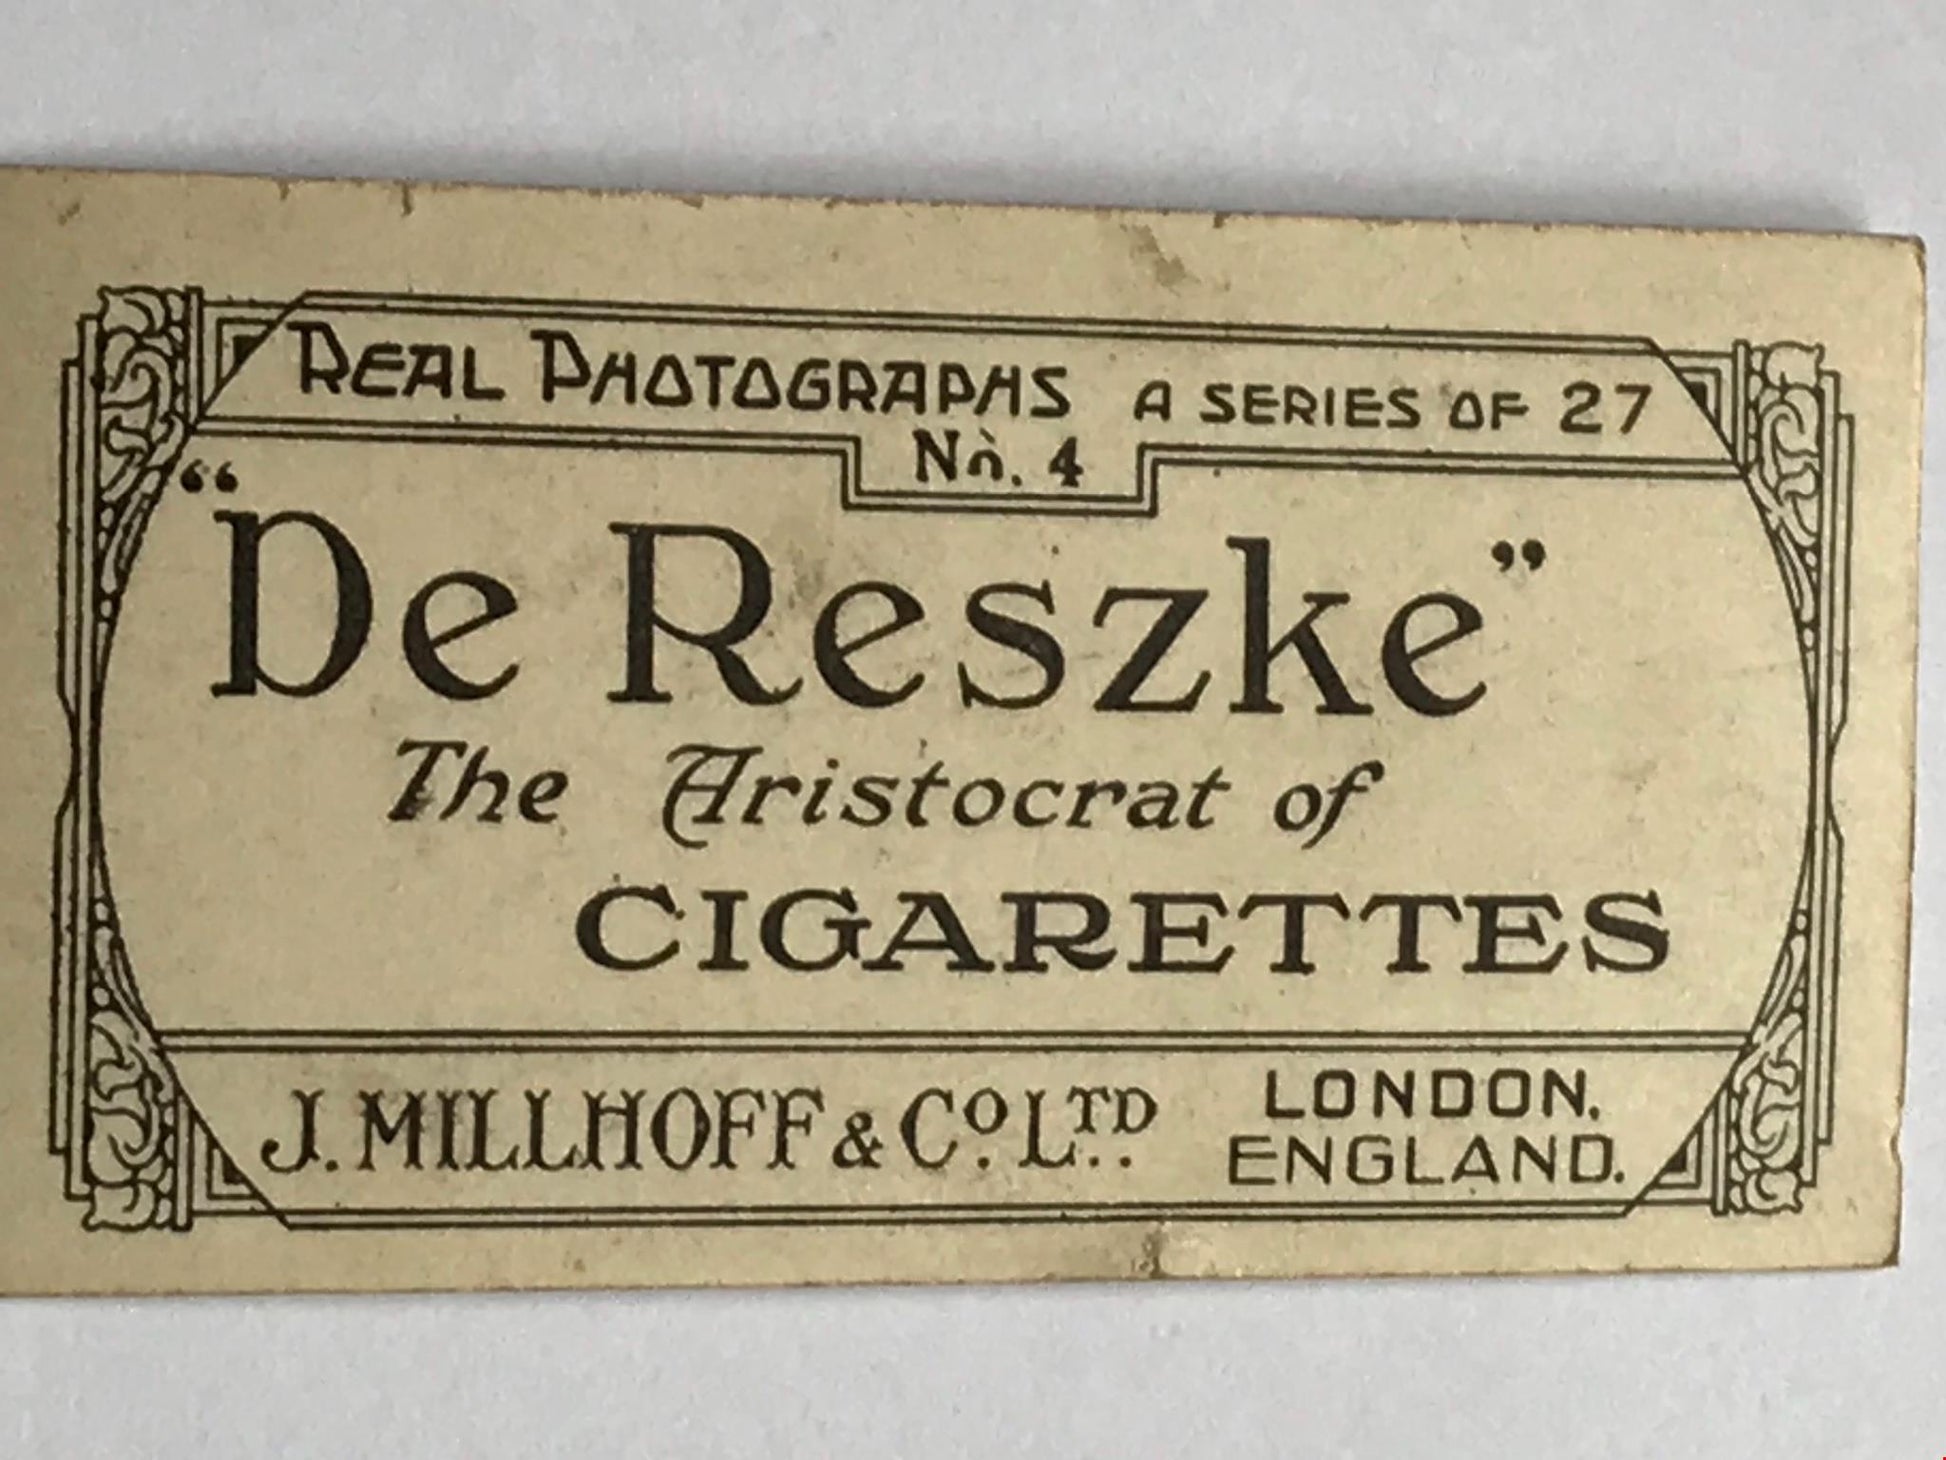 REAL PHOTOGRAPHS A SERIES OF 27
No. 4
“De Reszke”
The Aristocrat of
CIGARETTES
J. MILLHOFF & Co. LTD..
LONDON.
ENGLAND.